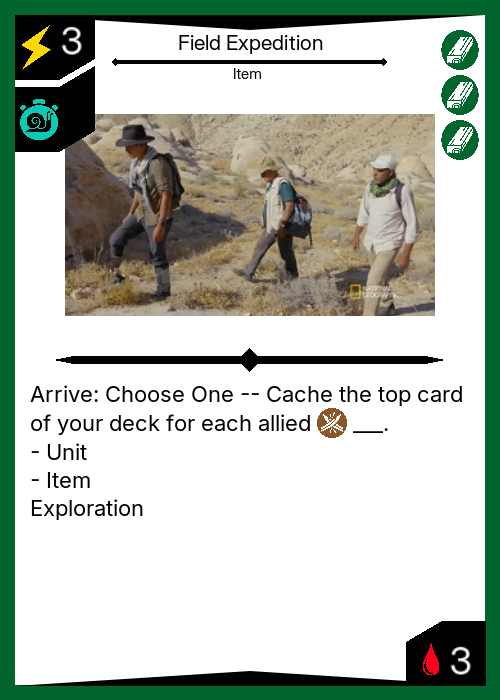 3
Field Expedition
Item
NATIONAL
GEOGRAPHIC
Arrive: Choose One -- Cache the top card
of your deck for each allied ___.
- Unit
- Item
Exploration
3